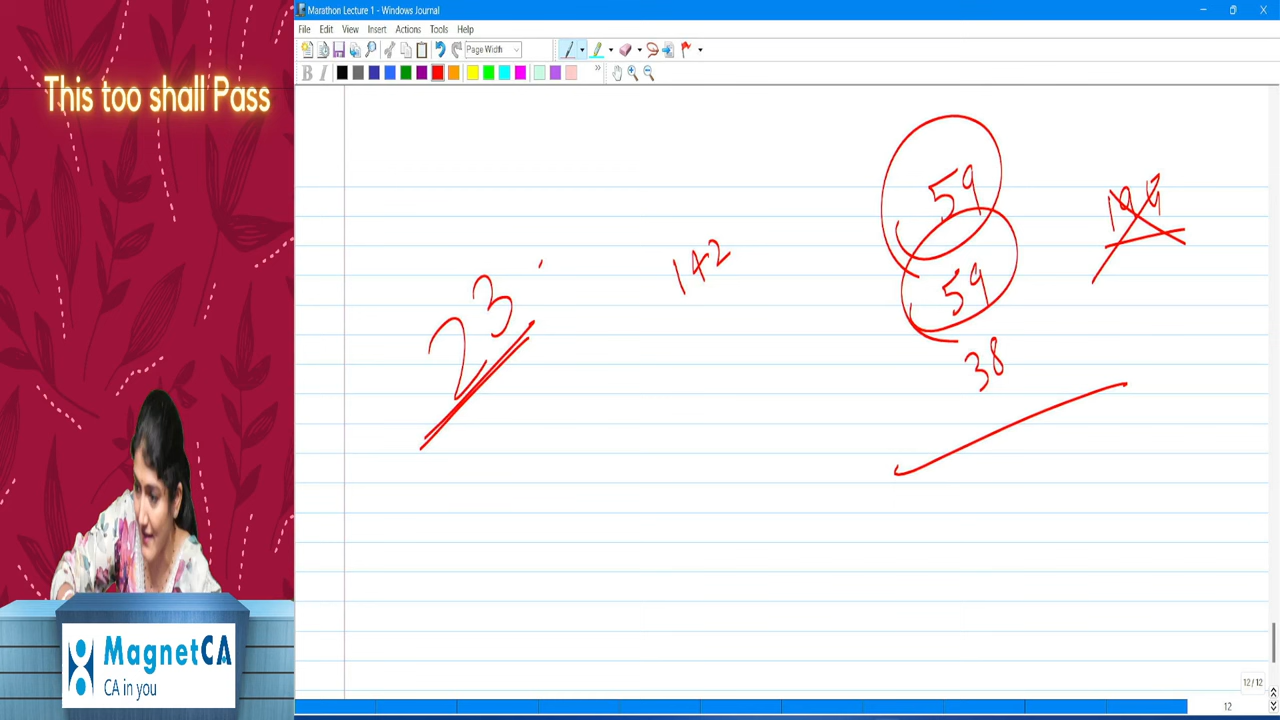 Marathon Lecture 1 - Windows Journal
File Edit View Insert Actions Tools Help
Page Width
B I
This too shall Pass
59
142
59
23
38
MagnetCA
CA in you
12/12
12